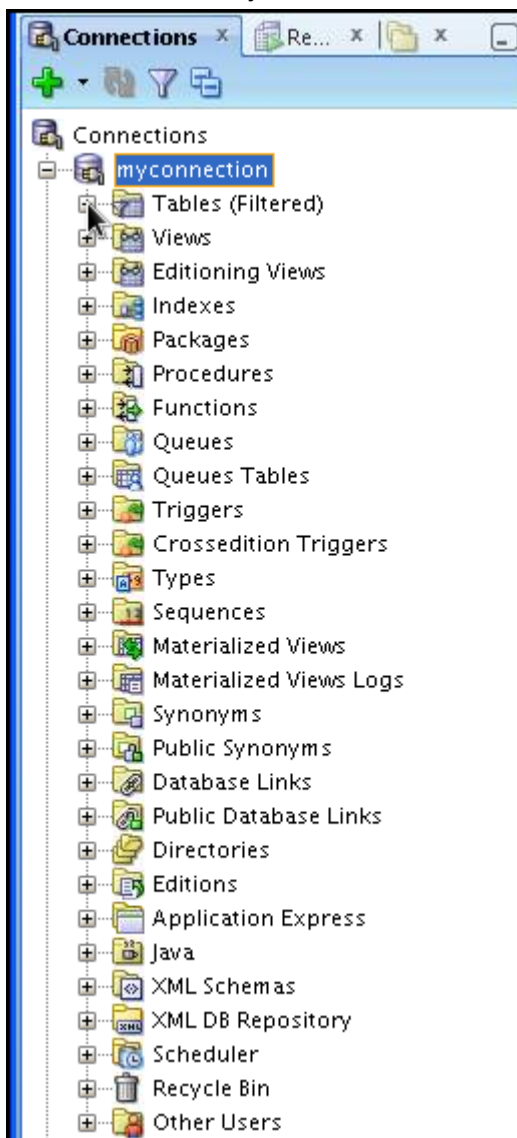 Connections
Re...
Connections
myconnection
Tables (Filtered)
Views
Editioning Views
Indexes
Packages
Procedures
Functions
Queues
Queues Tables
Triggers
Crossedition Triggers
Types
Sequences
Materialized Views
Materialized Views Logs
Synonyms
Public Synonyms
Database Links
Public Database Links
Directories
Editions
Application Express
Java
XML Schemas
XML DB Repository
Scheduler
Recycle Bin
Other Users